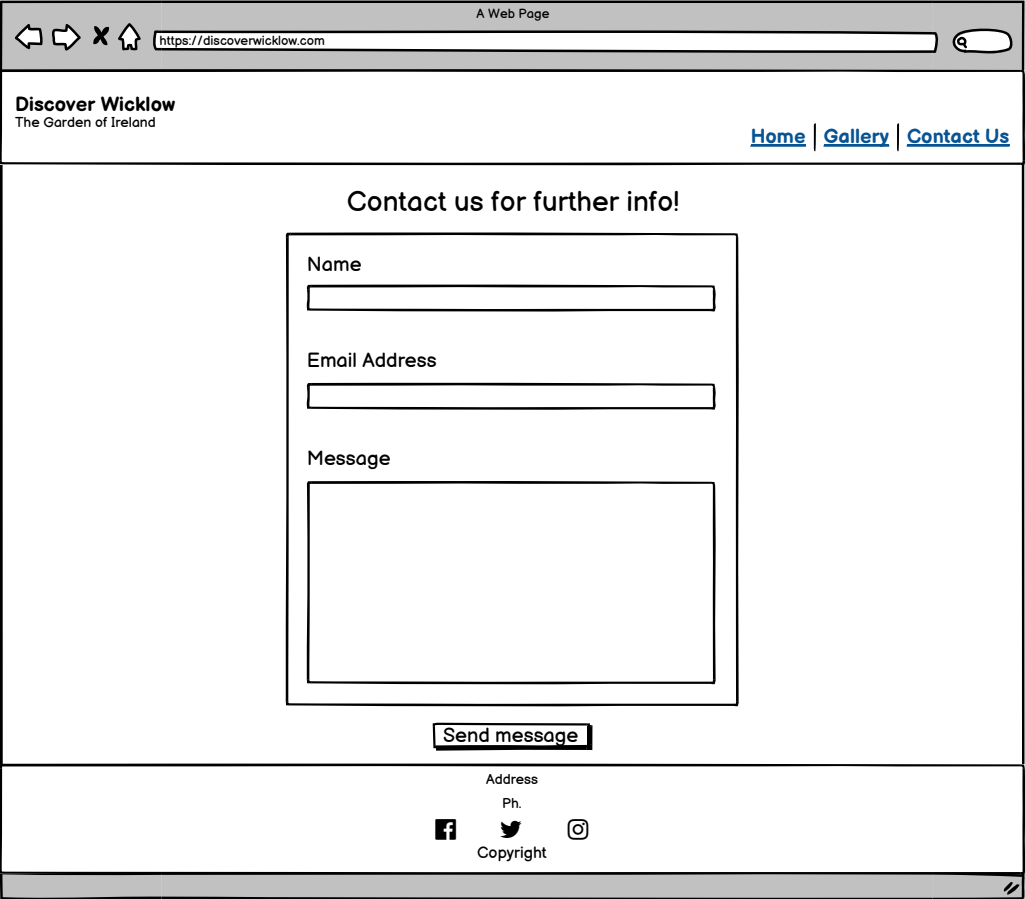 A Web Page
https://discoverwicklow.com
Discover Wicklow
The Garden of Ireland
Home | Gallery | Contact Us
Contact us for further info!
Name
Email Address
Message
Send message
Address
Ph.
Copyright